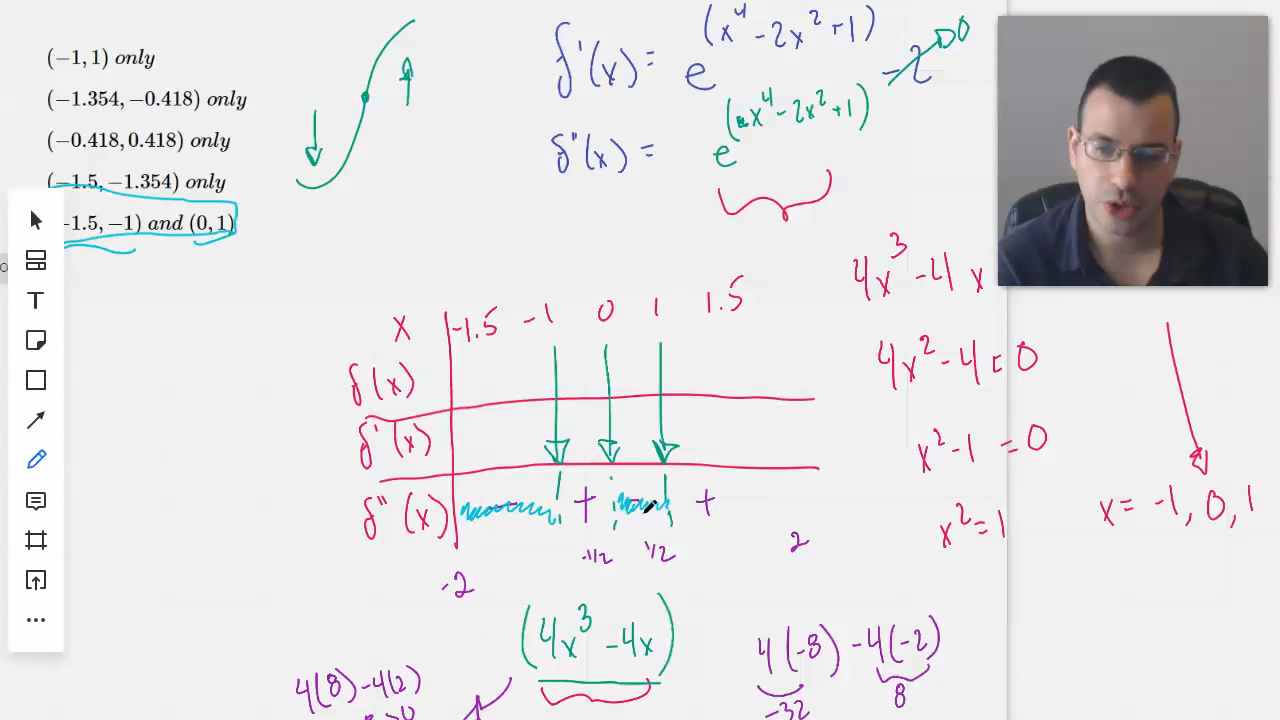 (−1, 1) only
(−1.354, −0.418) only
(−0.418, 0.418) only
(−1.5, −1.354) only
−1.5, −1) and (0, 1)
f'(x) = e^(x^4 - 2x^2 + 1) - 2 → 0
f''(x) = e^(x^4 - 2x^2 + 1)
4x^3 - 4x
4x^2 - 4 = 0
x^2 - 1 = 0
x^2 = 1
x = -1, 0, 1
x -1.5 -1 0 1 1.5
f(x)
f'(x)
f''(x) - + - +
-2 -1/2 1/2 2
(4x^3 - 4x)
4(8) - 4(2)
4(-8) - 4(-2)
-32 8
T